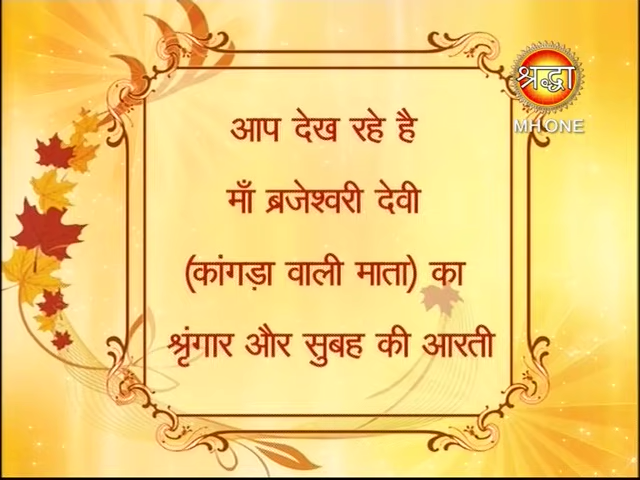 श्रद्धा
MH ONE
आप देख रहे है
माँ ब्रजेश्वरी देवी
(कांगड़ा वाली माता) का
श्रृंगार और सुबह की आरती